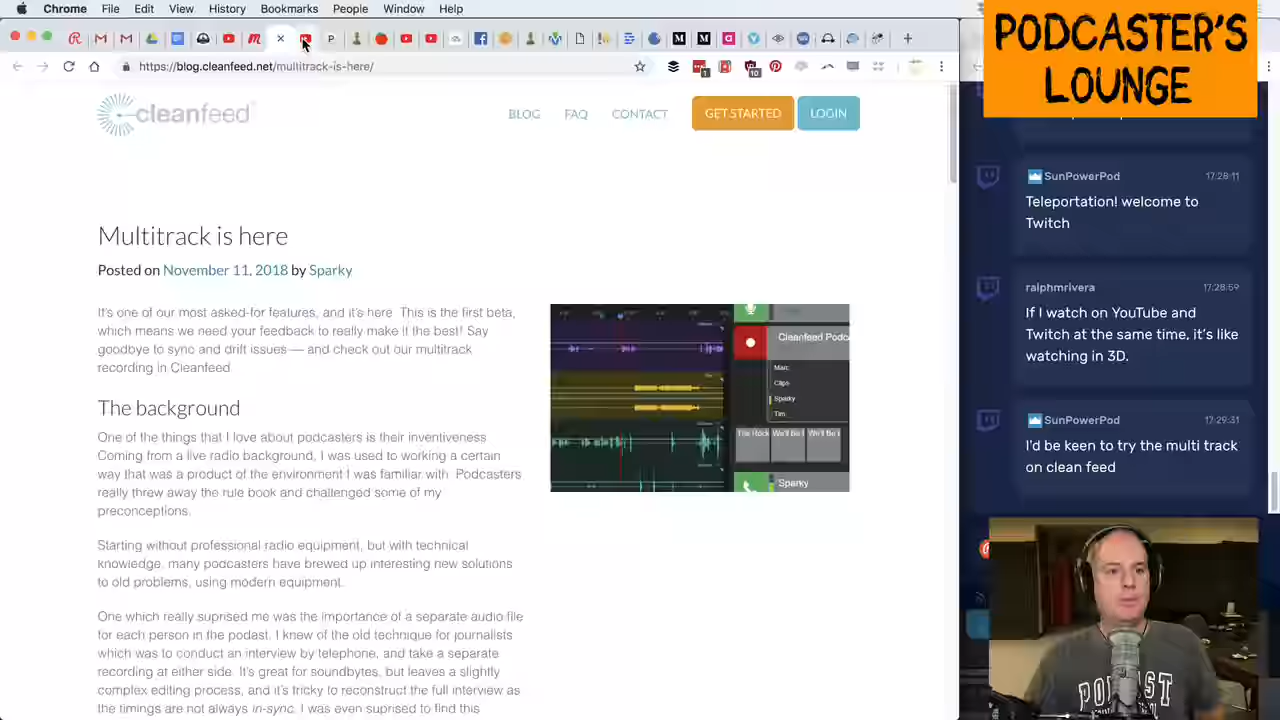 Chrome File Edit View History Bookmarks People Window Help
https://blog.cleanfeed.net/multitrack-is-here/
cleanfeed
BLOG FAQ CONTACT GET STARTED LOGIN
Multitrack is here
Posted on November 11, 2018 by Sparky
It's one of our most asked-for features, and it's here. This is the first beta,
which means we need your feedback to really make it the best! Say
goodbye to sync and drift issues — and check out our multitrack
recording in Cleanfeed
The background
One of the things that I love about podcasters is their inventiveness
Coming from a live radio background, I was used to working a certain
way that was a product of the environment I was familiar with. Podcasters
really threw away the rule book and challenged some of my
preconceptions.
Starting without professional radio equipment, but with technical
knowledge, many podcasters have brewed up interesting new solutions
to old problems, using modern equipment.
One which really suprised me was the importance of a separate audio file
for each person in the podast. I knew of the old technique for journalists
which was to conduct an interview by telephone, and take a separate
recording at either side. It's great for soundbytes, but leaves a slightly
complex editing process, and it's tricky to reconstruct the full interview as
the timings are not always in-sync. I was even suprised to find this
Cleanfeed Podc
Marc
Clips
Sparky
Tim
The Rock We'll Be We'll Be
Sparky
PODCASTER'S
LOUNGE
SunPowerPod 17:28:11
Teleportation! welcome to
Twitch
ralphmrivera 17:28:59
If I watch on YouTube and
Twitch at the same time, it's like
watching in 3D.
SunPowerPod 17:29:31
I'd be keen to try the multi track
on clean feed